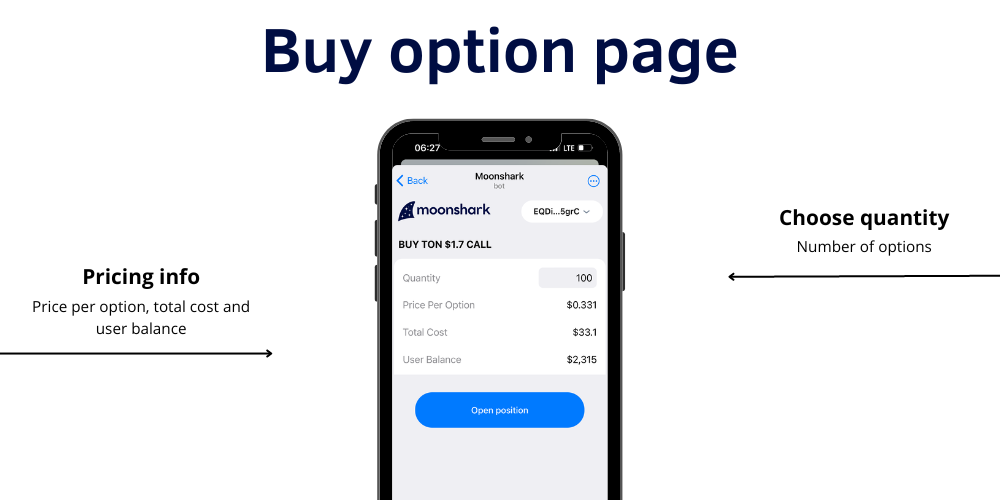 Buy option page
06:27
LTE
Back
Moonshark
bot
moonshark
EQDi...5grC
BUY TON $1.7 CALL
Quantity
100
Price Per Option
$0.331
Total Cost
$33.1
User Balance
$2,315
Open position
Pricing info
Price per option, total cost and
user balance
Choose quantity
Number of options